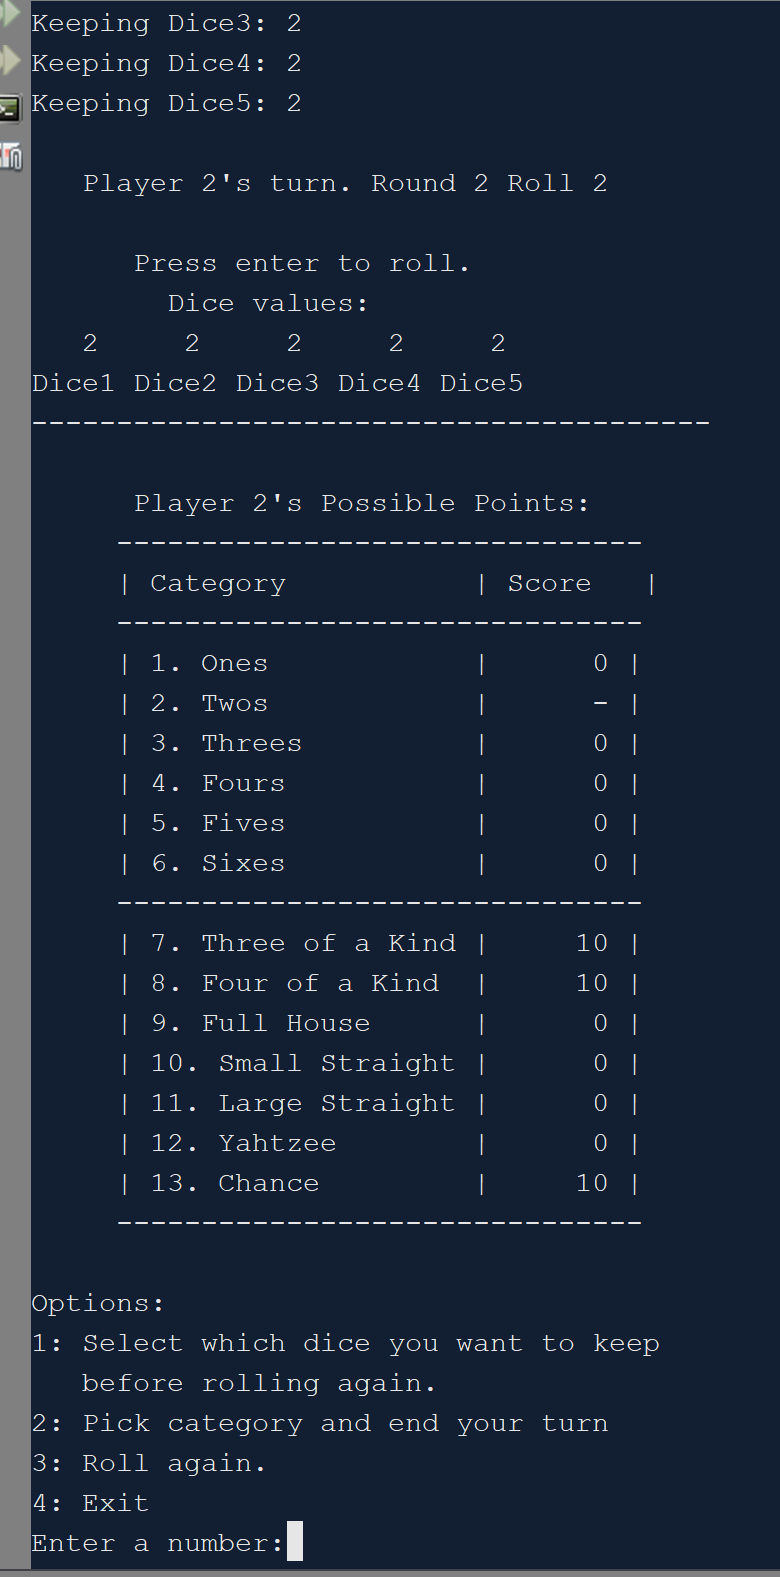 Keeping Dice3: 2
Keeping Dice4: 2
Keeping Dice5: 2
Player 2's turn. Round 2 Roll 2
Press enter to roll.
Dice values:
2 2 2 2 2
Dice1 Dice2 Dice3 Dice4 Dice5
----------------------------------------
Player 2's Possible Points:
-------------------------------
| Category | Score |
-------------------------------
| 1. Ones | 0 |
| 2. Twos | - |
| 3. Threes | 0 |
| 4. Fours | 0 |
| 5. Fives | 0 |
| 6. Sixes | 0 |
-------------------------------
| 7. Three of a Kind | 10 |
| 8. Four of a Kind | 10 |
| 9. Full House | 0 |
| 10. Small Straight | 0 |
| 11. Large Straight | 0 |
| 12. Yahtzee | 0 |
| 13. Chance | 10 |
-------------------------------
Options:
1: Select which dice you want to keep
before rolling again.
2: Pick category and end your turn
3: Roll again.
4: Exit
Enter a number: